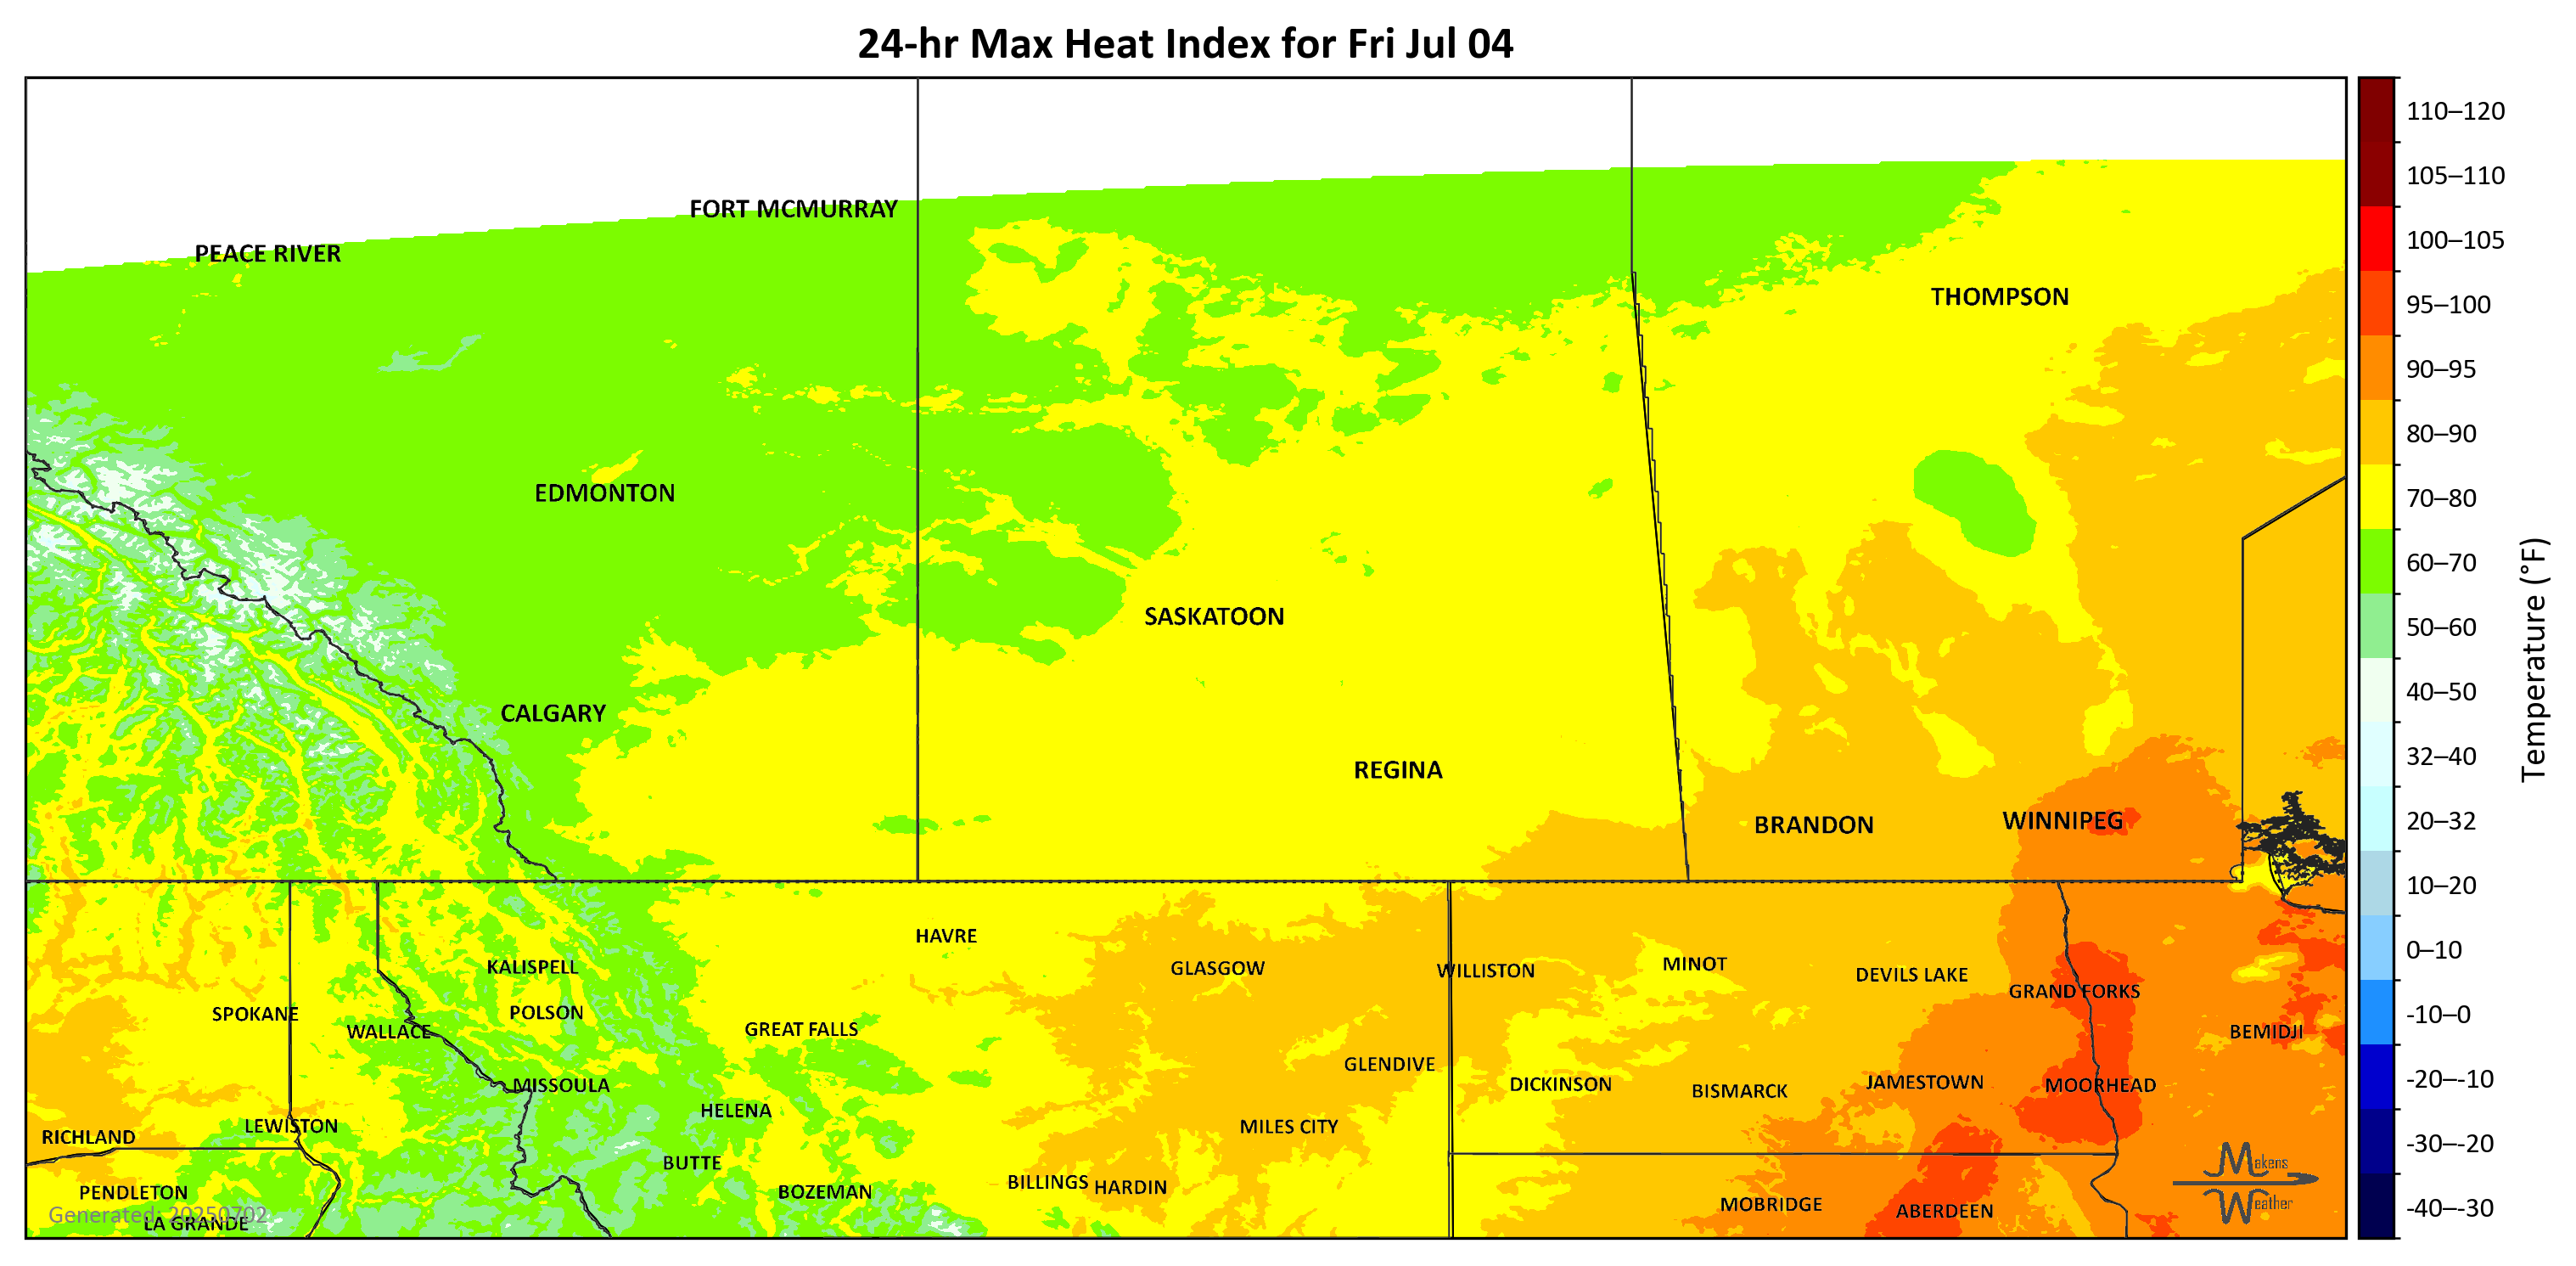 24-hr Max Heat Index for Fri Jul 04
FORT MCMURRAY
PEACE RIVER
THOMPSON
EDMONTON
SASKATOON
CALGARY
REGINA
BRANDON
WINNIPEG
HAVRE
KALISPELL
GLASGOW
WILLISTON
MINOT
DEVILS LAKE
GRAND FORKS
SPOKANE
POLSON
WALLACE
GREAT FALLS
BEMIDJI
GLENDIVE
MISSOULA
DICKINSON
BISMARCK
JAMESTOWN
MOORHEAD
HELENA
LEWISTON
MILES CITY
RICHLAND
BUTTE
BILLINGS
HARDIN
PENDLETON
BOZEMAN
MOBRIDGE
ABERDEEN
LA GRANDE
Generated: 20250702
Makens
Weather
110–120
105–110
100–105
95–100
90–95
80–90
70–80
60–70
50–60
40–50
32–40
20–32
10–20
0–10
-10–0
-20–-10
-30–-20
-40–-30
Temperature (°F)